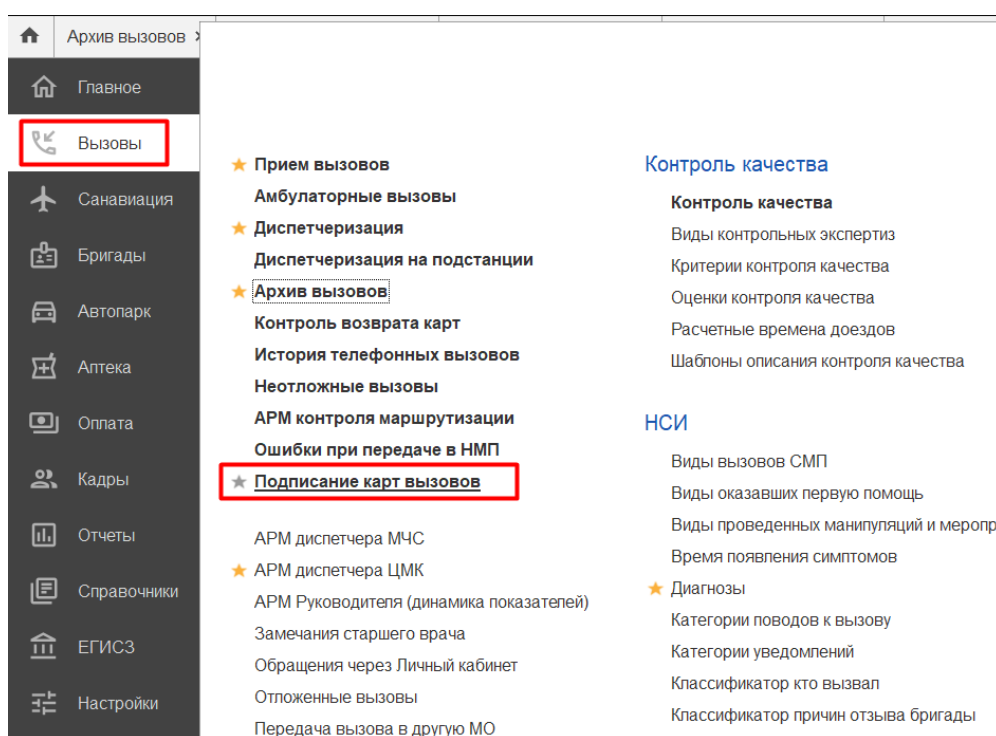 Архив вызовов
Главное
Вызовы
Санавиация
Бригады
Автопарк
Аптека
Оплата
Кадры
Отчеты
Справочники
ЕГИСЗ
Настройки
Прием вызовов
Амбулаторные вызовы
Диспетчеризация
Диспетчеризация на подстанции
Архив вызовов
Контроль возврата карт
История телефонных вызовов
Неотложные вызовы
АРМ контроля маршрутизации
Ошибки при передаче в НМП
Подписание карт вызовов
АРМ диспетчера МЧС
АРМ диспетчера ЦМК
АРМ Руководителя (динамика показателей)
Замечания старшего врача
Обращения через Личный кабинет
Отложенные вызовы
Передача вызова в другую МО
Контроль качества
Контроль качества
Виды контрольных экспертиз
Критерии контроля качества
Оценки контроля качества
Расчетные времена доездов
Шаблоны описания контроля качества
НСИ
Виды вызовов СМП
Виды оказавших первую помощь
Виды проведенных манипуляций и меропр
Время появления симптомов
Диагнозы
Категории поводов к вызову
Категории уведомлений
Классификатор кто вызвал
Классификатор причин отзыва бригады